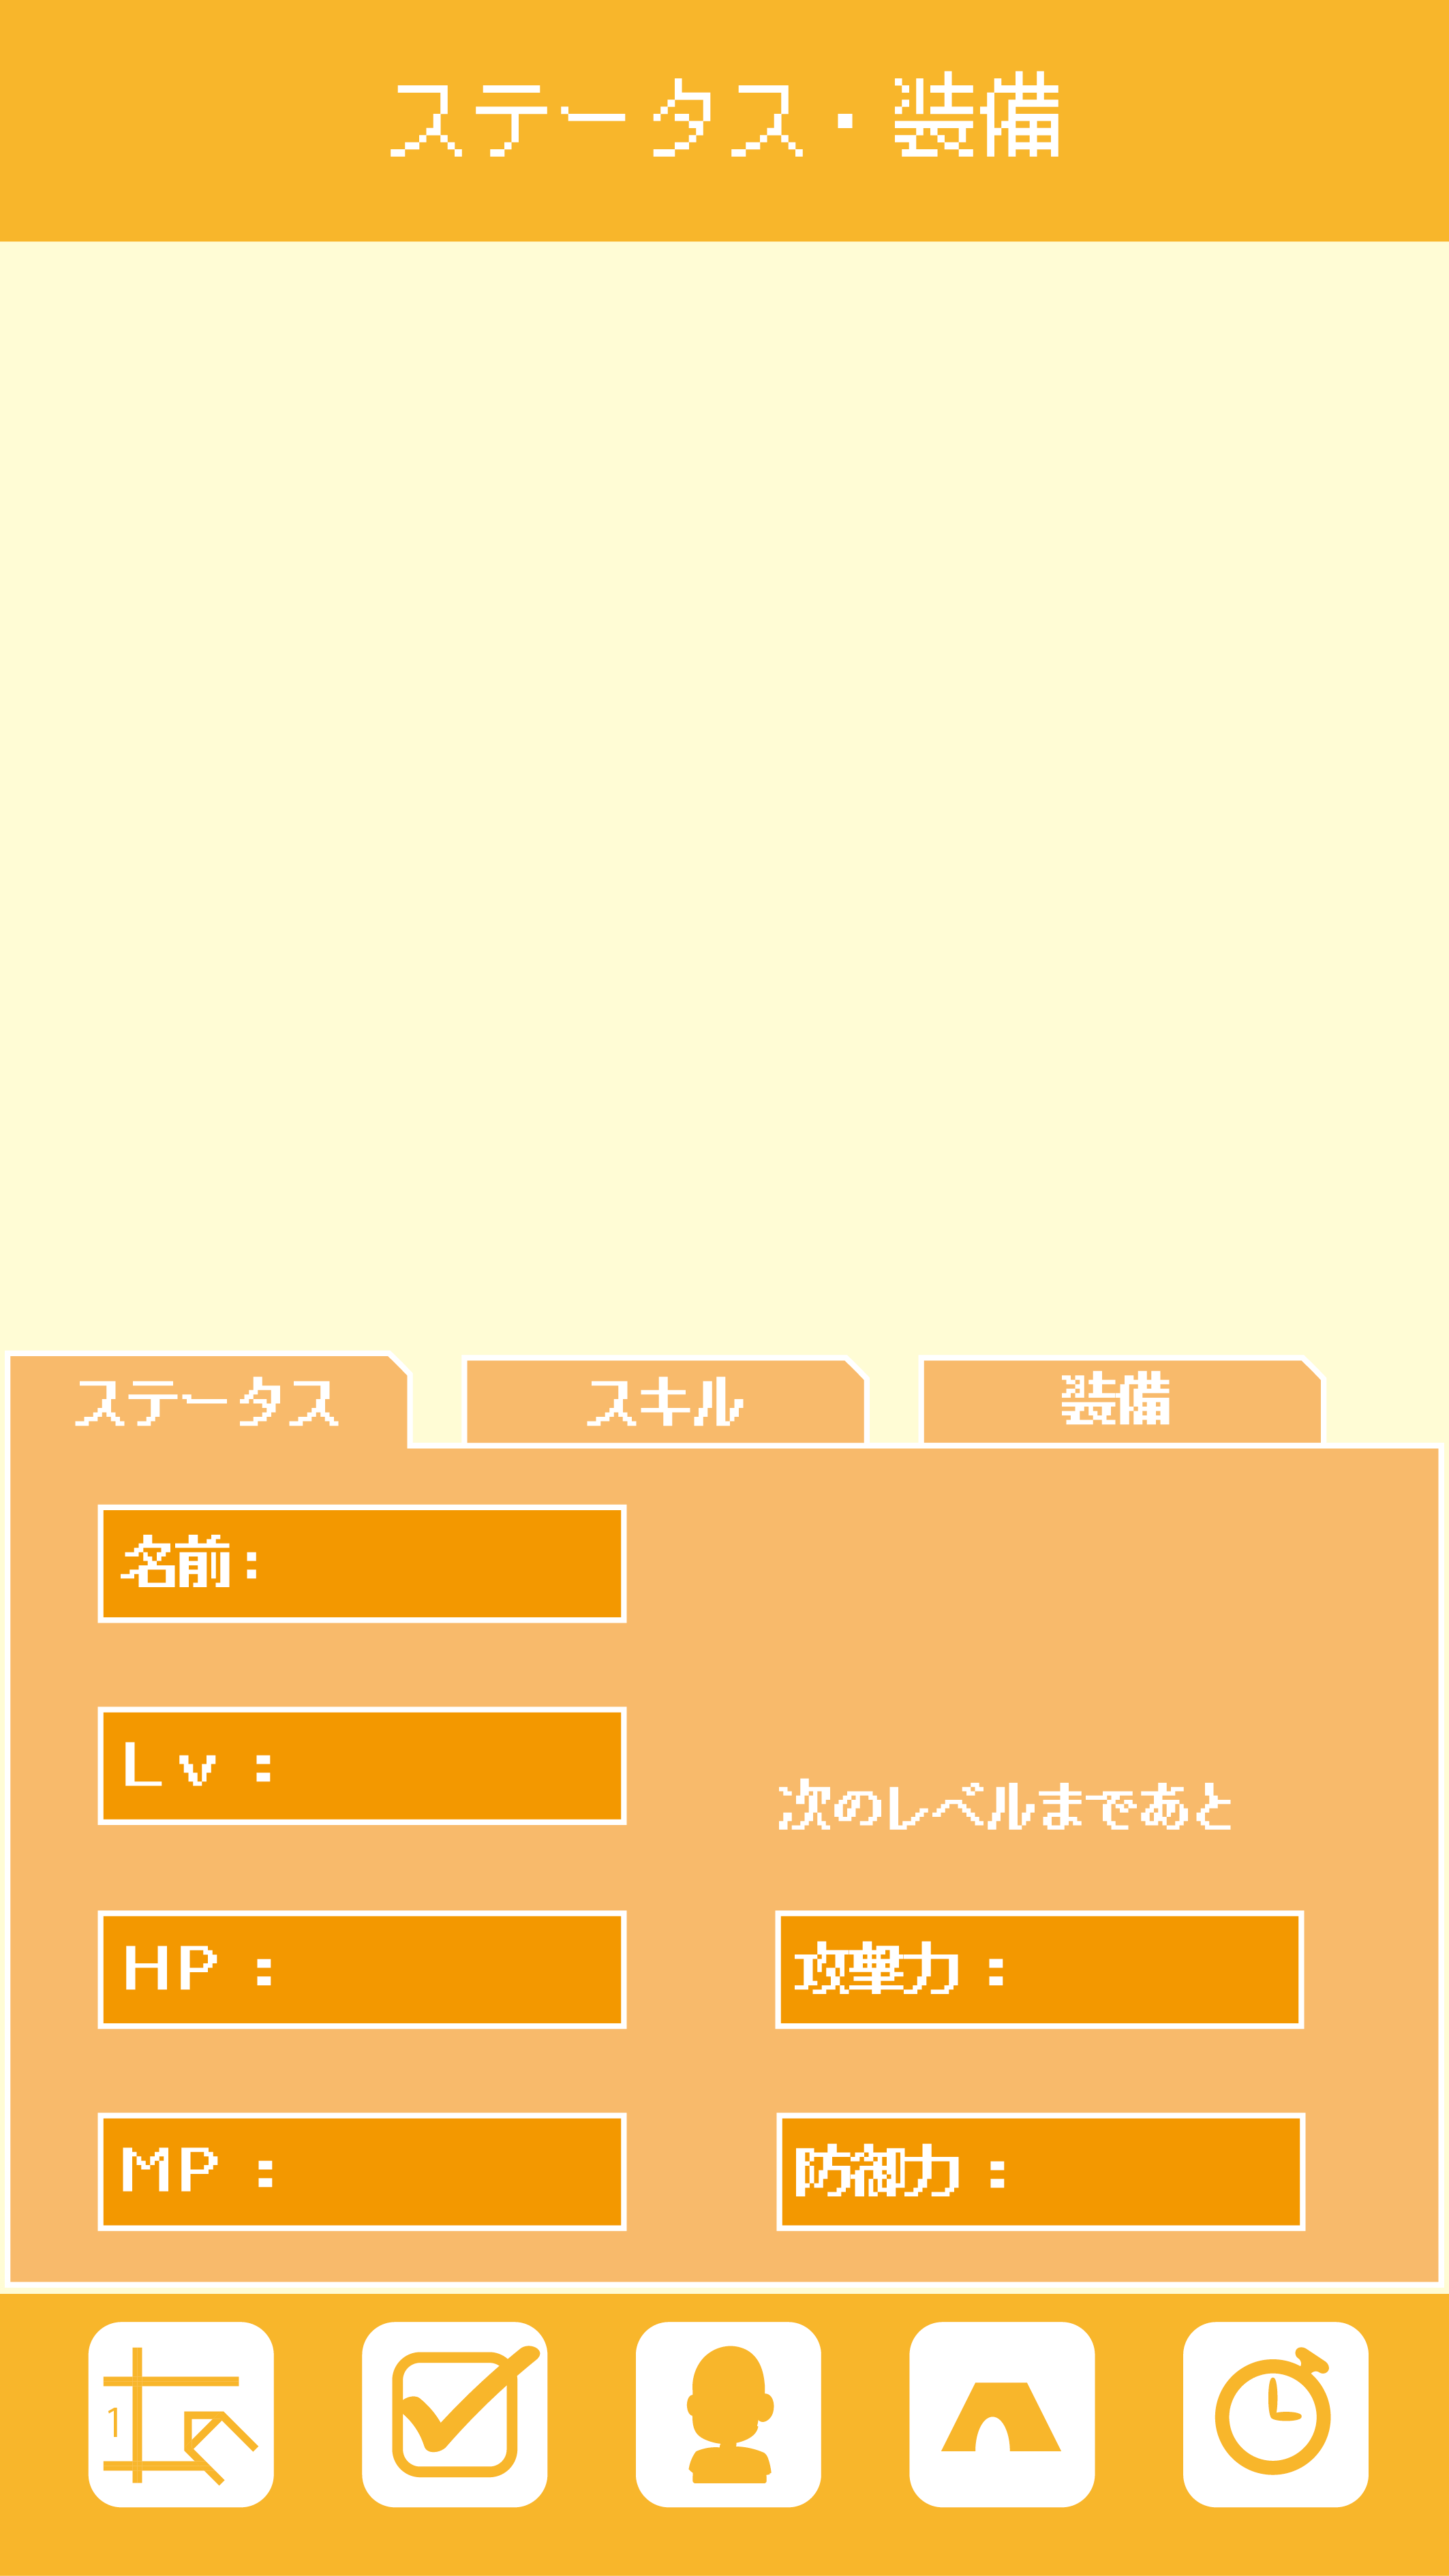 ステータス・装備
ステータス
スキル
装備
名前：
Ｌｖ：
次のレベルまであと
ＨＰ：
攻撃力：
ＭＰ：
防御力：
1